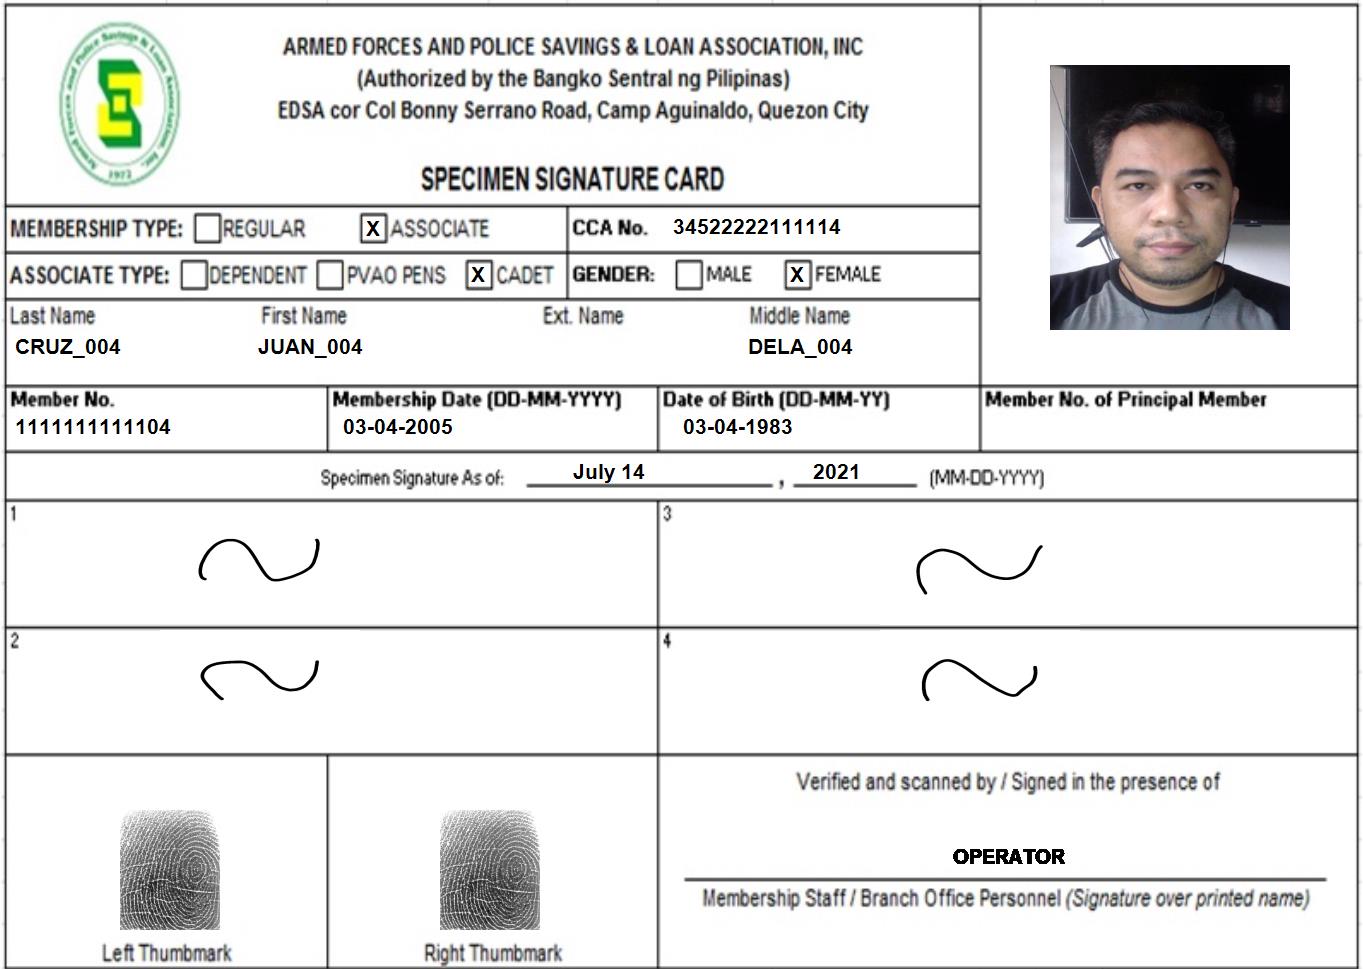 Armed Forces and Police Savings & Loan Association, Inc.
1972
ARMED FORCES AND POLICE SAVINGS & LOAN ASSOCIATION, INC
(Authorized by the Bangko Sentral ng Pilipinas)
EDSA cor Col Bonny Serrano Road, Camp Aguinaldo, Quezon City
SPECIMEN SIGNATURE CARD
MEMBERSHIP TYPE: REGULAR X ASSOCIATE CCA No. 34522222111114
ASSOCIATE TYPE: DEPENDENT PVAO PENS X CADET GENDER: MALE X FEMALE
Last Name First Name Ext. Name Middle Name
CRUZ_004 JUAN_004 DELA_004
Member No. Membership Date (DD-MM-YYYY) Date of Birth (DD-MM-YY) Member No. of Principal Member
1111111111104 03-04-2005 03-04-1983
Specimen Signature As of: July 14 , 2021 (MM-DD-YYYY)
1 3
2 4
Verified and scanned by / Signed in the presence of
OPERATOR
Membership Staff / Branch Office Personnel (Signature over printed name)
Left Thumbmark Right Thumbmark